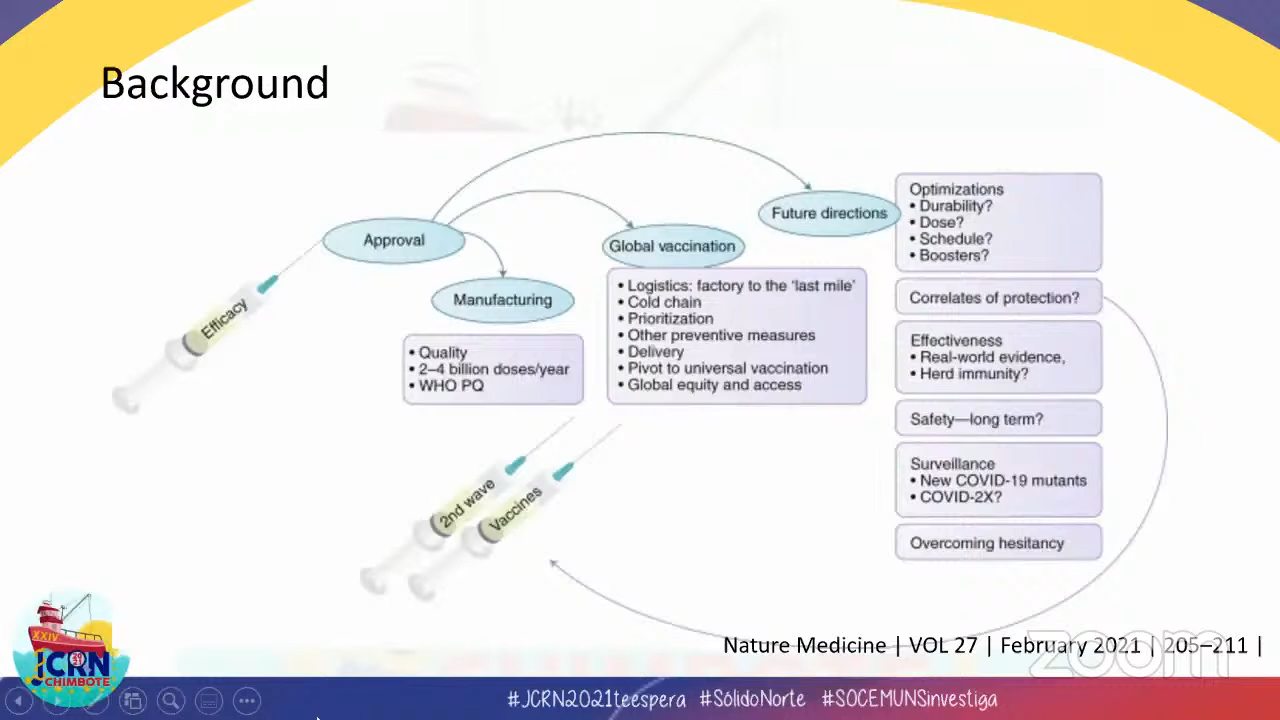 Background
Approval
Efficacy
Manufacturing
• Quality
• 2–4 billion doses/year
• WHO PQ
Global vaccination
• Logistics: factory to the ‘last mile’
• Cold chain
• Prioritization
• Other preventive measures
• Delivery
• Pivot to universal vaccination
• Global equity and access
Future directions
Optimizations
• Durability?
• Dose?
• Schedule?
• Boosters?
Correlates of protection?
Effectiveness
• Real-world evidence,
• Herd immunity?
Safety—long term?
Surveillance
• New COVID-19 mutants
• COVID-2X?
Overcoming hesitancy
2nd wave
Vaccines
Nature Medicine | VOL 27 | February 2021 | 205–211 |
zoom
XXIV
JCRN
CHIMBOTE
#JCRN2021teespera #SólidoNorte #SOCEMUNSinvestiga